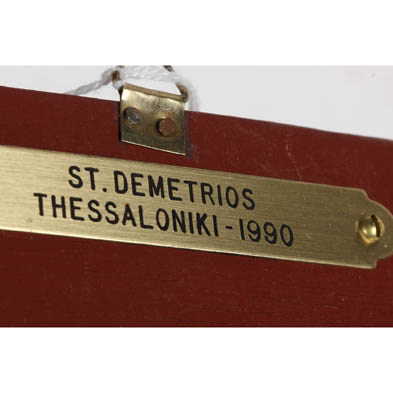 ST. DEMETRIOS
THESSALONIKI - 1990